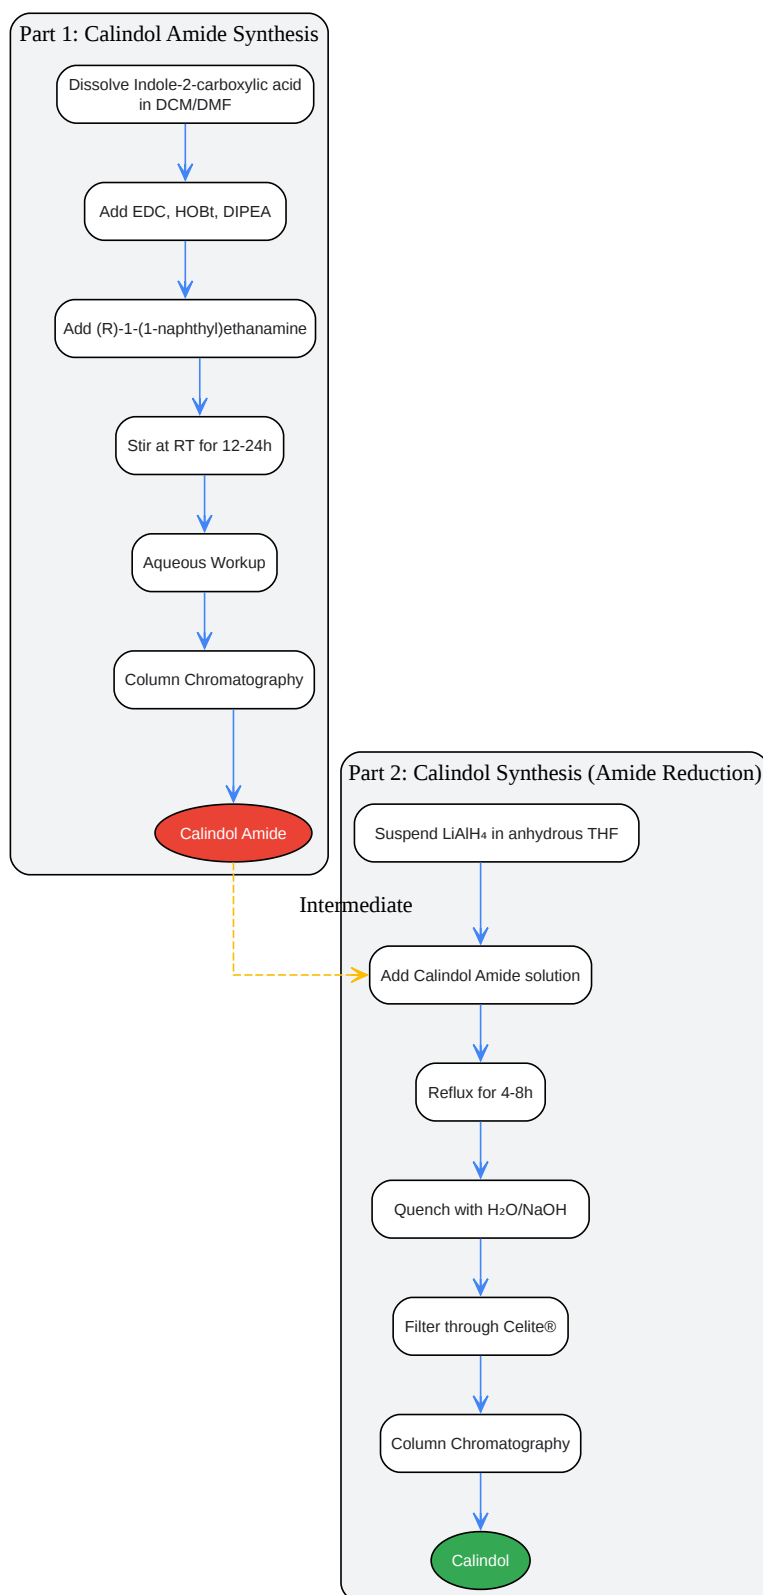 Part 1: Calindol Amide Synthesis
Dissolve Indole-2-carboxylic acid
in DCM/DMF
Add EDC, HOBt, DIPEA
Add (R)-1-(1-naphthyl)ethanamine
Stir at RT for 12-24h
Aqueous Workup
Column Chromatography
Calindol Amide
Intermediate
Part 2: Calindol Synthesis (Amide Reduction)
Suspend LiAlH₄ in anhydrous THF
Add Calindol Amide solution
Reflux for 4-8h
Quench with H₂O/NaOH
Filter through Celite®
Column Chromatography
Calindol